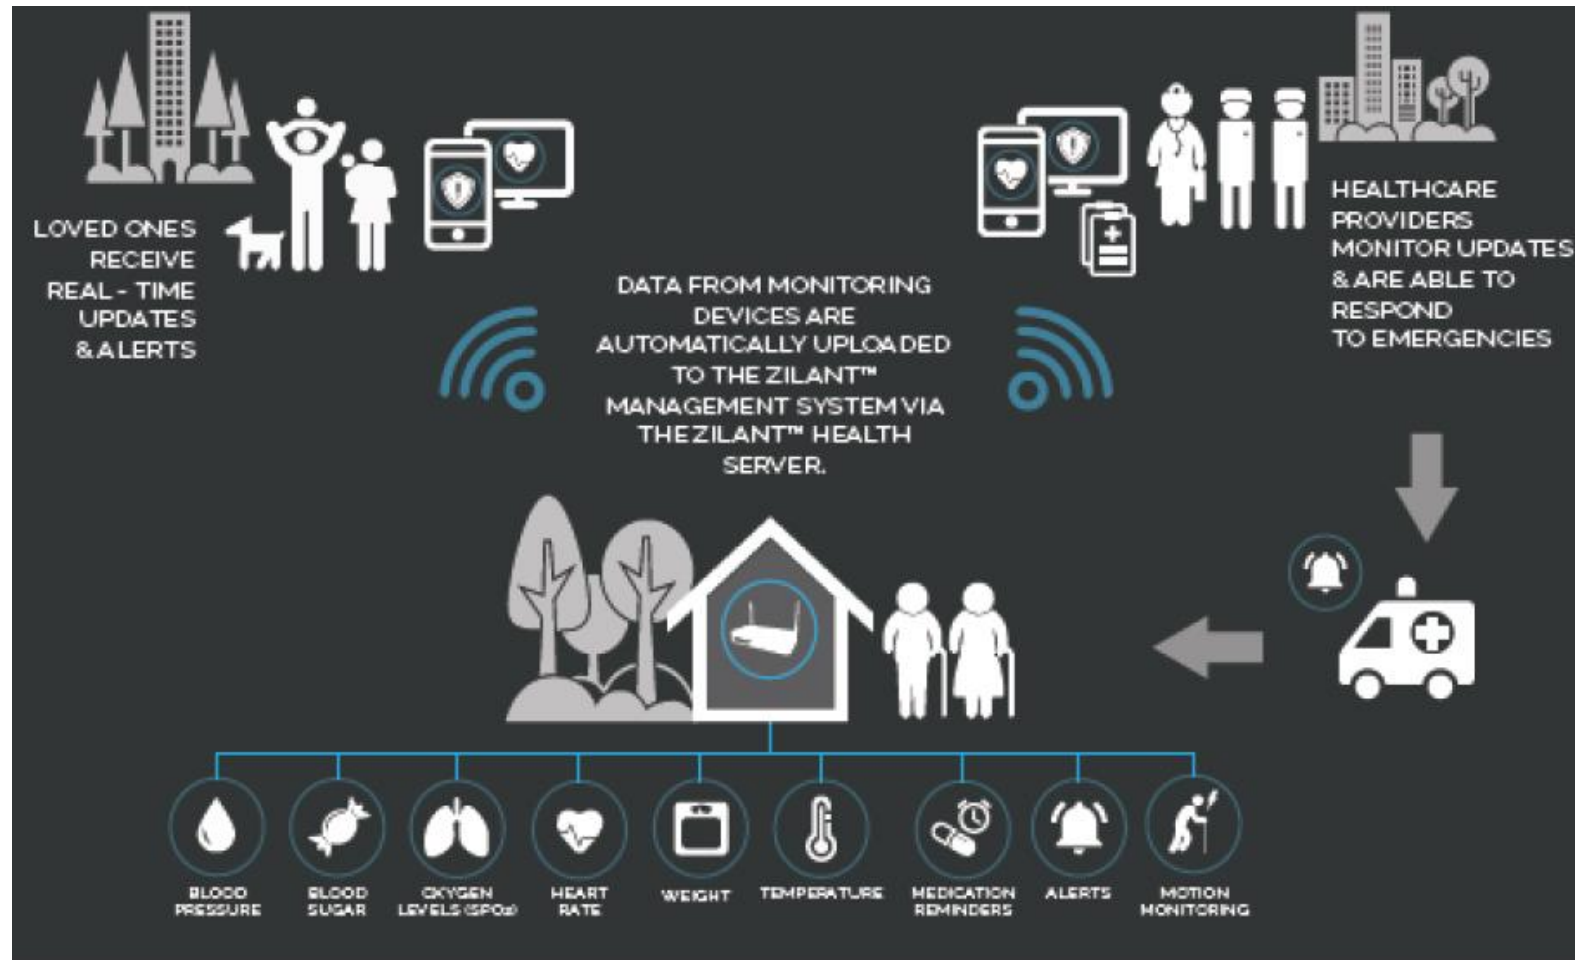 LOVED ONES
RECEIVE
REAL - TIME
UPDATES
& ALERTS
DATA FROM MONITORING
DEVICES ARE
AUTOMATICALLY UPLOADED
TO THE ZILANT™
MANAGEMENT SYSTEM VIA
THE ZILANT™ HEALTH
SERVER.
HEALTHCARE
PROVIDERS
MONITOR UPDATES
& ARE ABLE TO
RESPOND
TO EMERGENCIES
BLOOD
PRESSURE
BLOOD
SUGAR
OXYGEN
LEVELS (SPO2)
HEART
RATE
WEIGHT
TEMPERATURE
MEDICATION
REMINDERS
ALERTS
MOTION
MONITORING